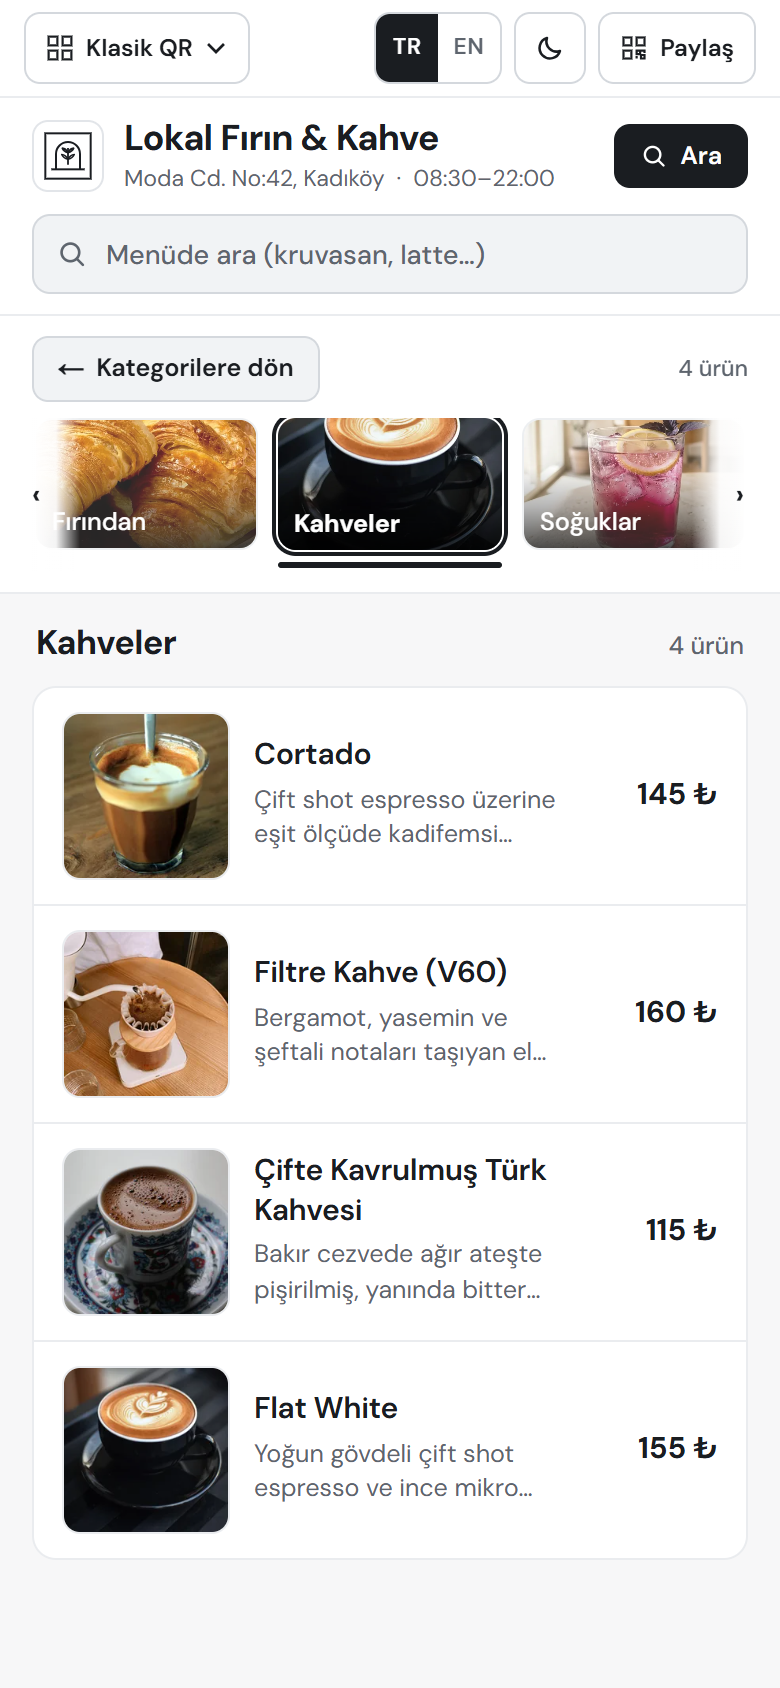 Klasik QR
TR
EN
Paylaş
Lokal Fırın & Kahve
Moda Cd. No:42, Kadıköy · 08:30–22:00
Ara
Menüde ara (kruvasan, latte...)
← Kategorilere dön
4 ürün
‹
Fırından
Kahveler
Soğuklar
›
Kahveler
4 ürün
Cortado
Çift shot espresso üzerine
eşit ölçüde kadifemsi...
145 ₺
Filtre Kahve (V60)
Bergamot, yasemin ve
şeftali notaları taşıyan el...
160 ₺
Çifte Kavrulmuş Türk
Kahvesi
Bakır cezvede ağır ateşte
pişirilmiş, yanında bitter...
115 ₺
Flat White
Yoğun gövdeli çift shot
espresso ve ince mikro...
155 ₺